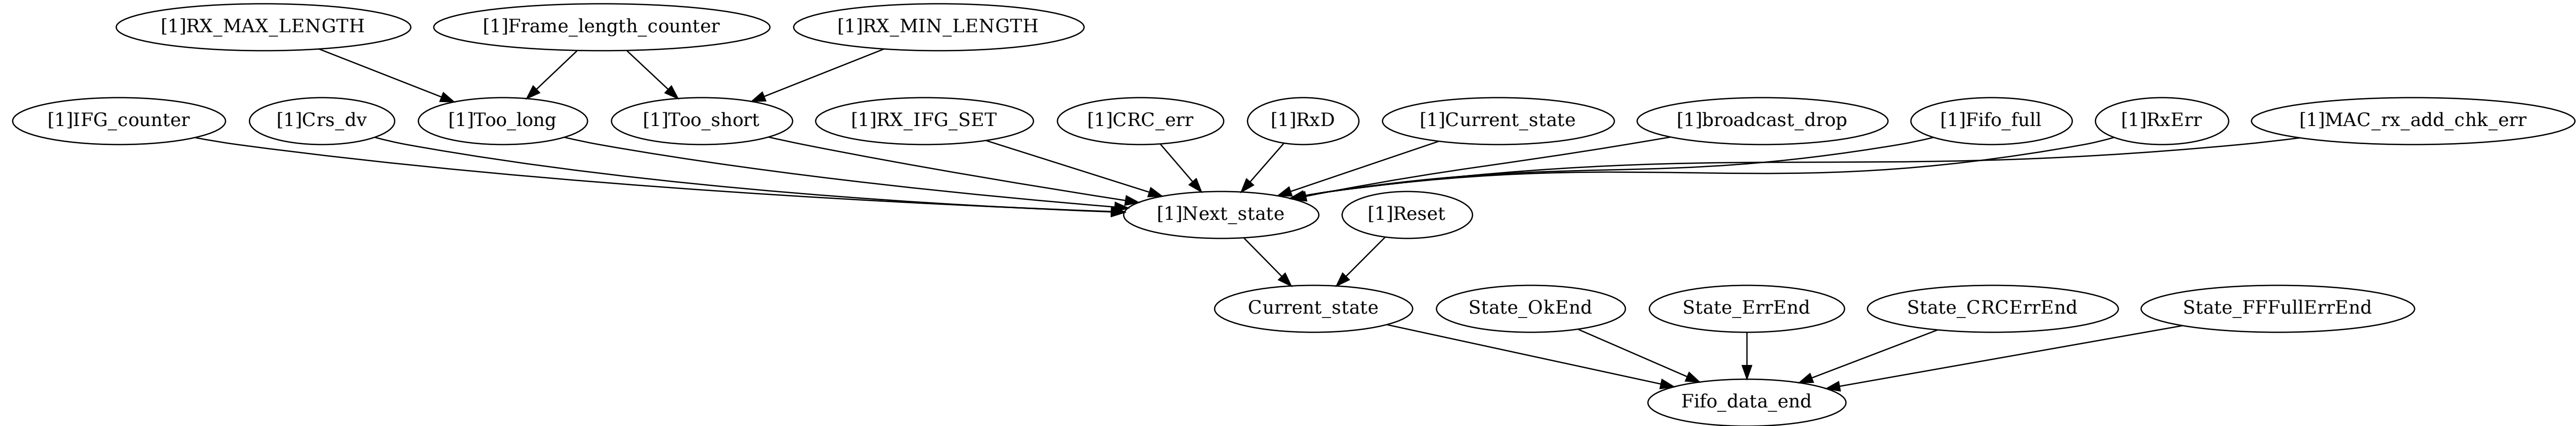 [1]RX_MAX_LENGTH
[1]Frame_length_counter
[1]RX_MIN_LENGTH
[1]IFG_counter
[1]Crs_dv
[1]Too_long
[1]Too_short
[1]RX_IFG_SET
[1]CRC_err
[1]RxD
[1]Current_state
[1]broadcast_drop
[1]Fifo_full
[1]RxErr
[1]MAC_rx_add_chk_err
[1]Next_state
[1]Reset
Current_state
State_OkEnd
State_ErrEnd
State_CRCErrEnd
State_FFFullErrEnd
Fifo_data_end